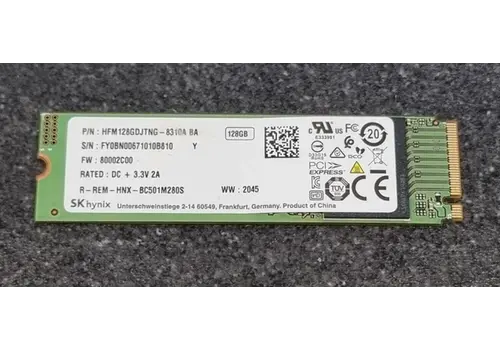 P/N : HFM128GDJTNG-8310A BA
128GB
S/N : FY0BN00671010B810 Y
FW : 80002C00
RATED : DC + 3.3V 2A
R-REM-HNX-BC501M280S
WW : 2045
SK hynix Unterschweinstiege 2-14 60549, Frankfurt, Germany. Product of China
PCI
EXPRESS
TÜV
20